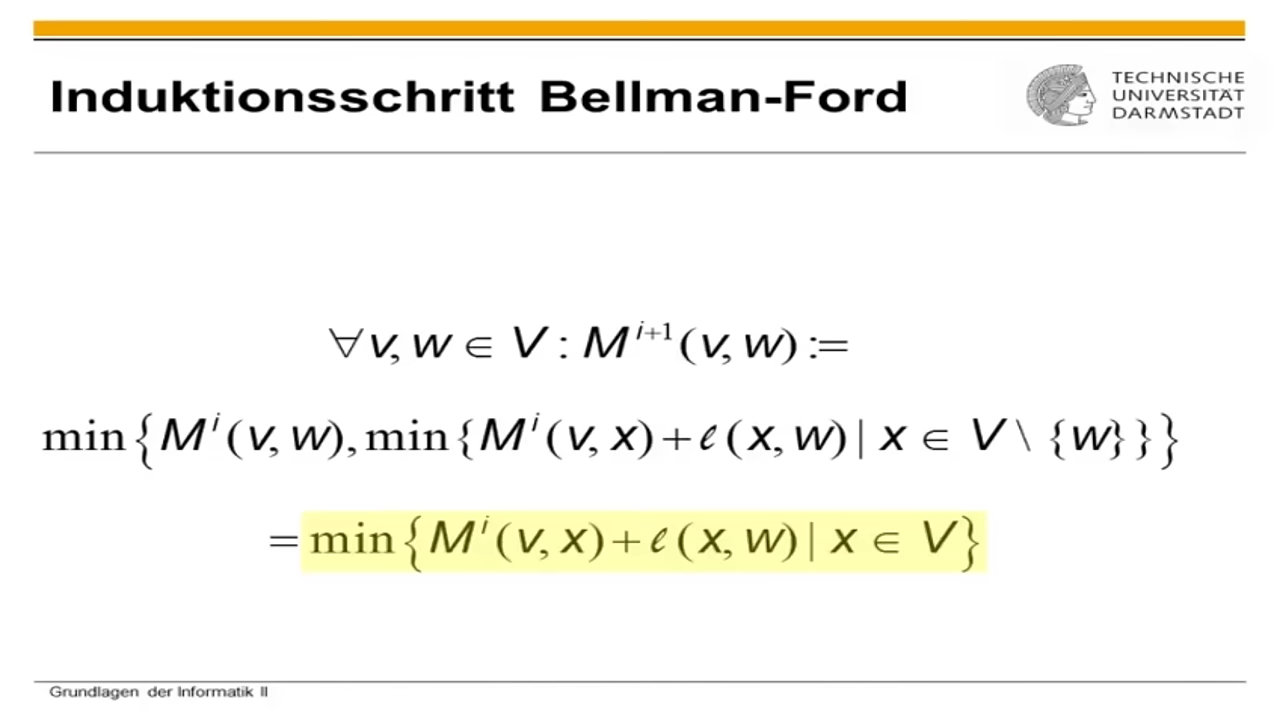 Induktionsschritt Bellman-Ford
TECHNISCHE
UNIVERSITÄT
DARMSTADT
∀v, w ∈ V : M^{i+1}(v, w) :=
min{M^i(v, w), min{M^i(v, x) + ℓ(x, w) | x ∈ V \ {w}}}
= min{M^i(v, x) + ℓ(x, w) | x ∈ V}
Grundlagen der Informatik II